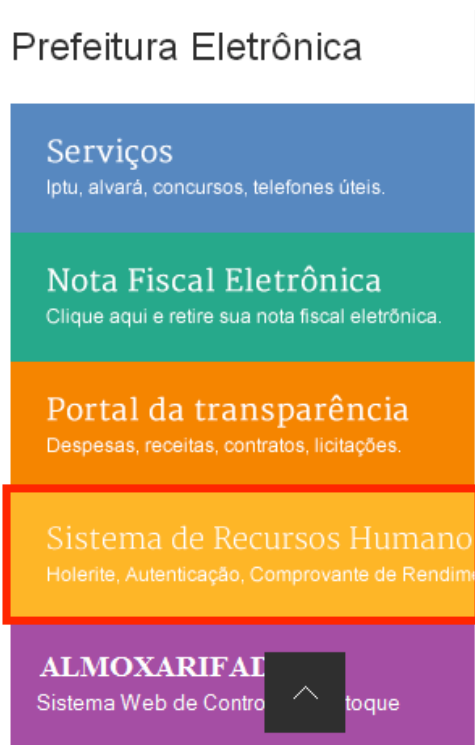 Prefeitura Eletrônica
Serviços
Iptu, alvará, concursos, telefones úteis.
Nota Fiscal Eletrônica
Clique aqui e retire sua nota fiscal eletrõnica.
Portal da transparência
Despesas, receitas, contratos, licitações.
Sistema de Recursos Humano
Holerite, Autenticação, Comprovante de Rendim
ALMOXARIFAD
Sistema Web de Contro toque